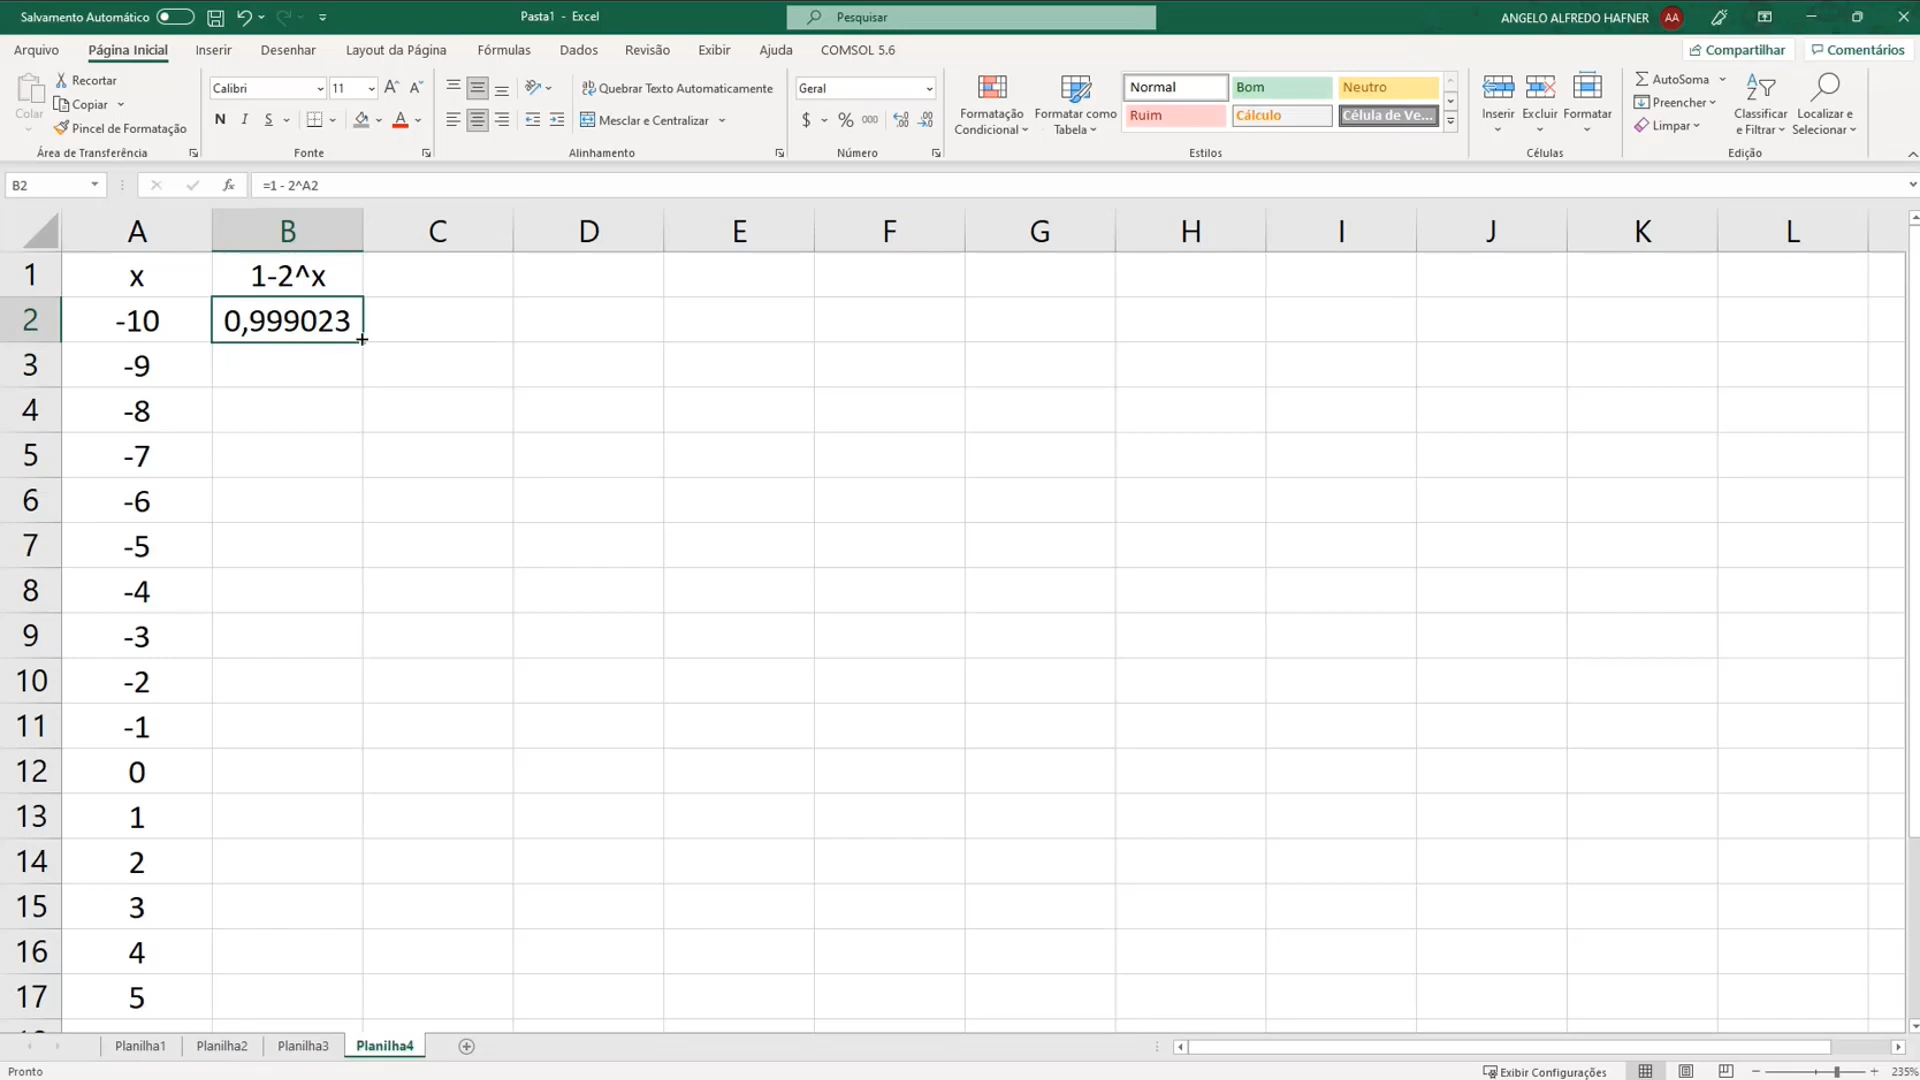 Salvamento Automático
Pasta1 - Excel
Pesquisar
ANGELO ALFREDO HAFNER
AA
Arquivo
Página Inicial
Inserir
Desenhar
Layout da Página
Fórmulas
Dados
Revisão
Exibir
Ajuda
COMSOL 5.6
Compartilhar
Comentários
Colar
Recortar
Copiar
Pincel de Formatação
Área de Transferência
Calibri
11
N I S
A
Fonte
Quebrar Texto Automaticamente
Mesclar e Centralizar
Alinhamento
Geral
$ % 000
Número
Formatação
Condicional
Formatar como
Tabela
Normal
Bom
Neutro
Ruim
Cálculo
Célula de Ve...
Estilos
Inserir
Excluir
Formatar
Células
AutoSoma
Preencher
Limpar
Classificar
e Filtrar
Localizar e
Selecionar
Edição
B2
fx
=1 - 2^A2
A B C D E F G H I J K L
1 x 1-2^x
2 -10 0,999023
3 -9
4 -8
5 -7
6 -6
7 -5
8 -4
9 -3
10 -2
11 -1
12 0
13 1
14 2
15 3
16 4
17 5
Planilha1
Planilha2
Planilha3
Planilha4
Pronto
Exibir Configurações
235%